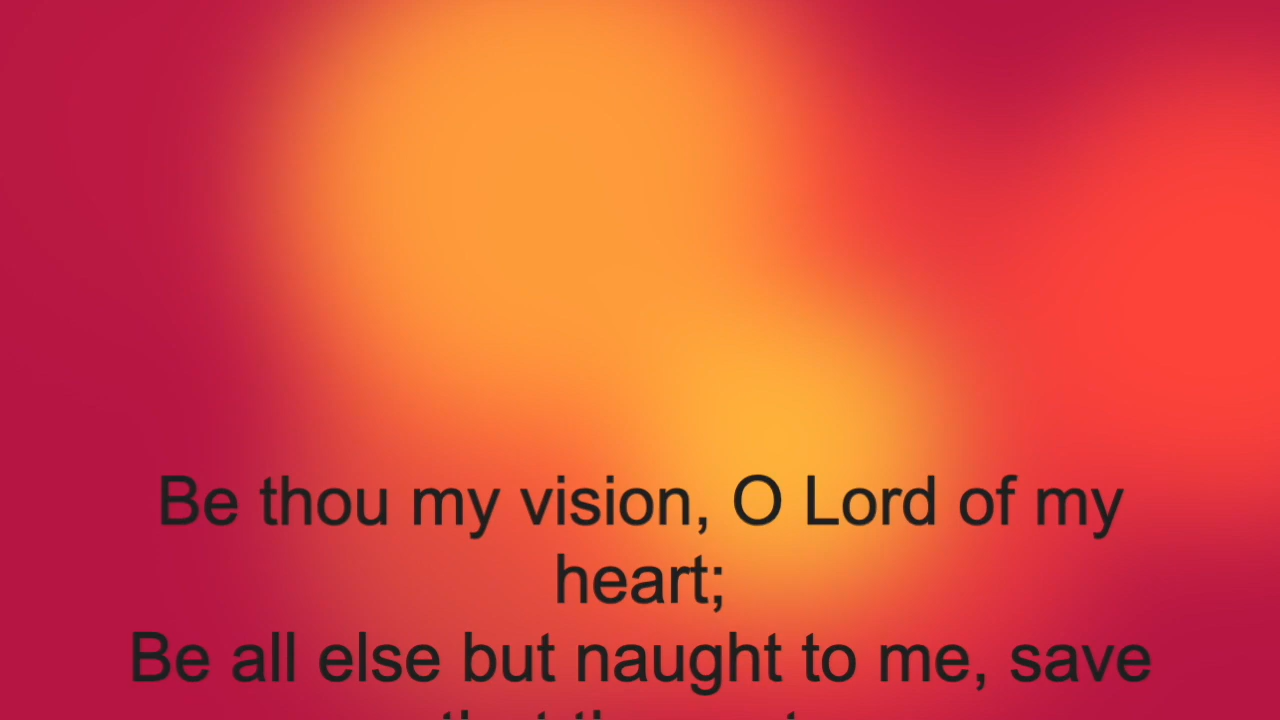 Be thou my vision, O Lord of my
heart;
Be all else but naught to me, save